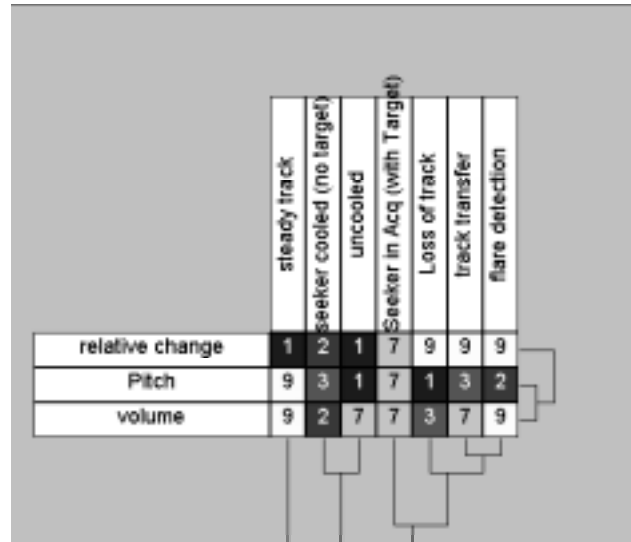 steady track
seeker cooled (no target)
uncooled
Seeker in Acq (with Target)
Loss of track
track transfer
flare detection
relative change 1 2 1 7 9 9 9
Pitch 9 3 1 7 1 3 2
volume 9 2 7 7 3 7 9